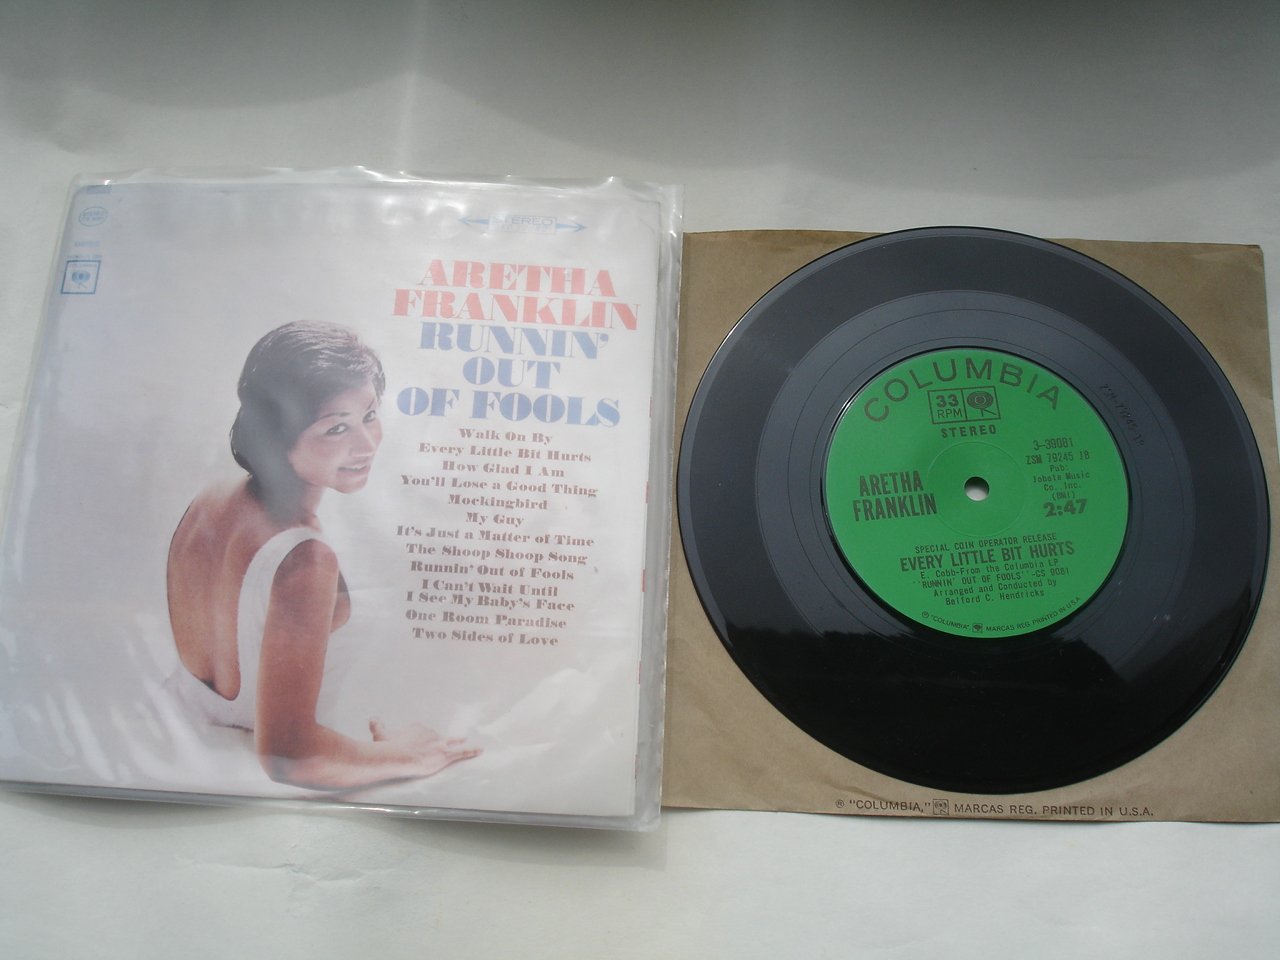 STEREO
ARETHA
FRANKLIN
RUNNIN'
OUT
OF FOOLS
Walk On By
Every Little Bit Hurts
How Glad I Am
You'll Lose a Good Thing
Mockingbird
My Guy
It's Just a Matter of Time
The Shoop Shoop Song
Runnin' Out of Fools
I Can't Wait Until
I See My Baby's Face
One Room Paradise
Two Sides of Love
COLUMBIA
33
RPM
STEREO
3-39081
ZSM 79245 1B
Pub:
Jobete Music
Co., Inc.
(BMI)
2:47
ARETHA
FRANKLIN
SPECIAL COIN OPERATOR RELEASE
EVERY LITTLE BIT HURTS
E. Cobb-From the Columbia LP
"RUNNIN' OUT OF FOOLS"-CS 9081
Arranged and Conducted by
Belford C. Hendricks
® "COLUMBIA," MARCAS REG. PRINTED IN U.S.A.
® "COLUMBIA," MARCAS REG. PRINTED IN U.S.A.